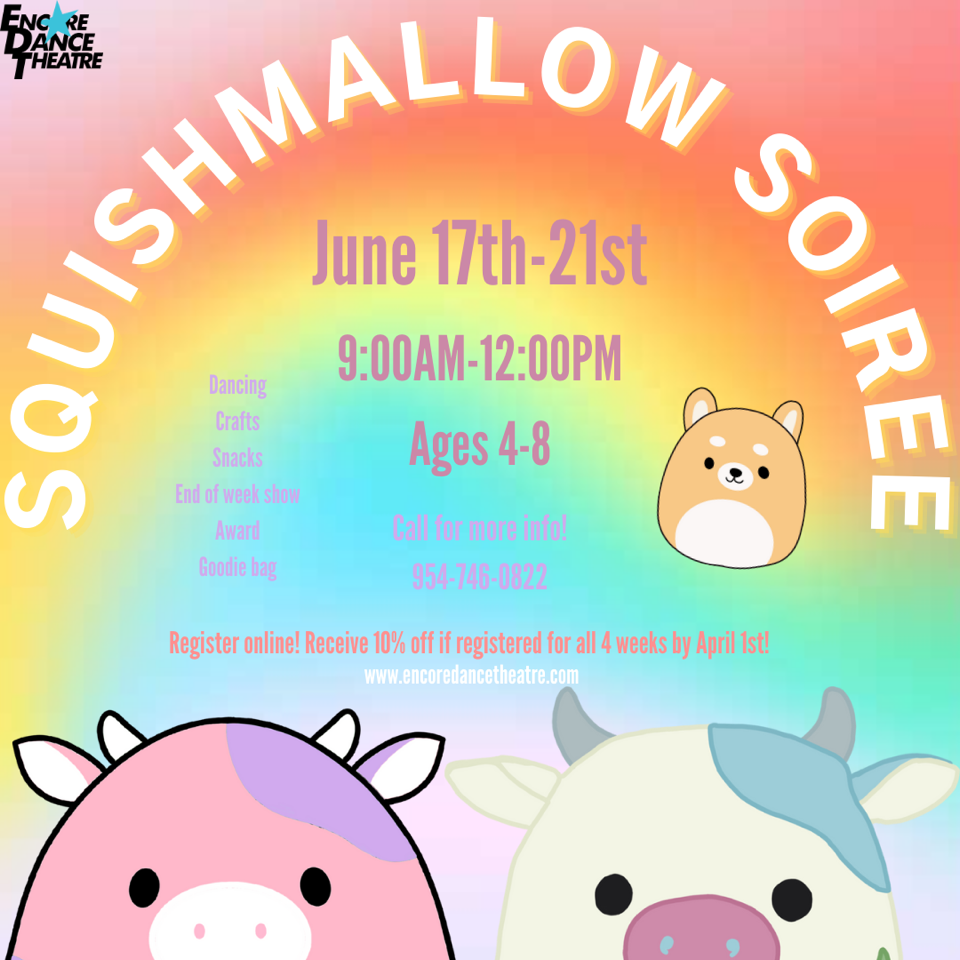 ENCORE
DANCE
THEATRE
SQUISHMALLOW SOIREE
June 17th-21st
9:00AM-12:00PM
Ages 4-8
Dancing
Crafts
Snacks
End of week show
Award
Goodie bag
Call for more info!
954-746-0822
Register online! Receive 10% off if registered for all 4 weeks by April 1st!
www.encoredancetheatre.com